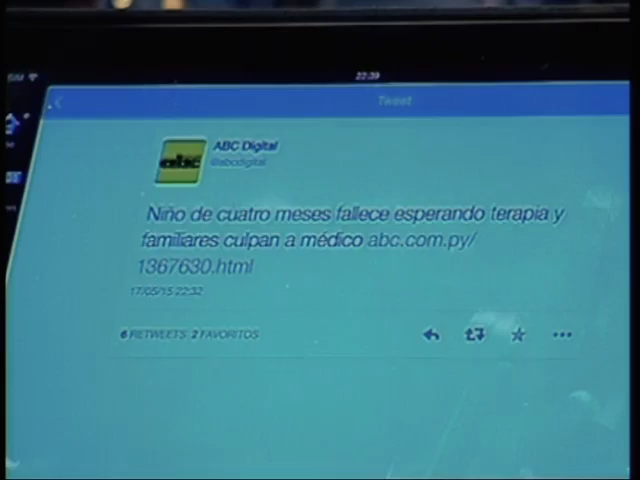 22:39
Tweet
abc
ABC Digital
@abcdigital
Niño de cuatro meses fallece esperando terapia y
familiares culpan a médico abc.com.py/
1367630.html
17/05/15 22:32
6 RETWEETS 2 FAVORITOS